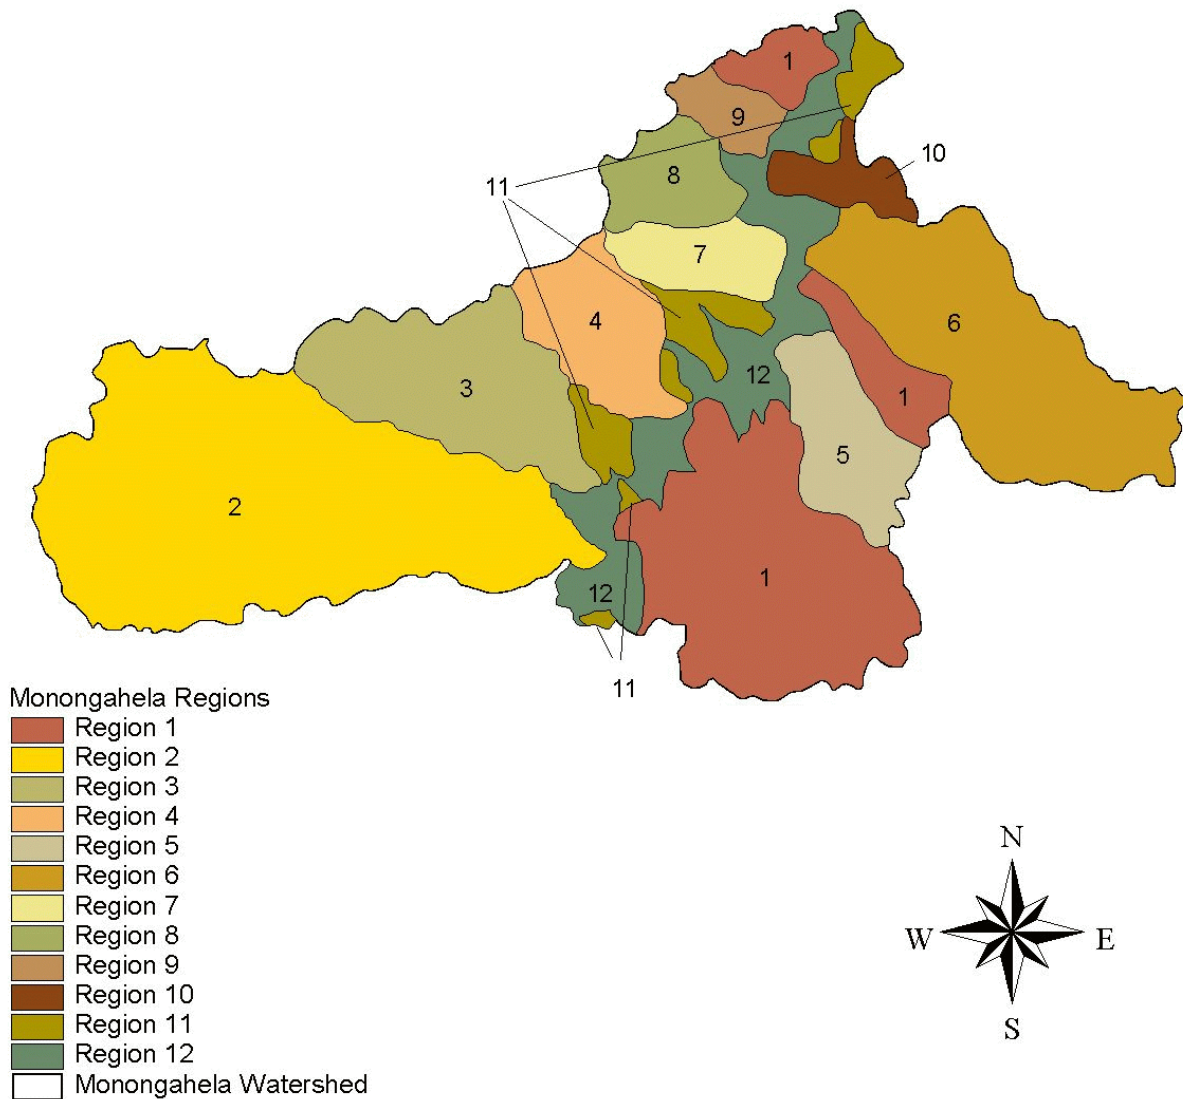 1
9
10
8
11
7
4
6
12
3
1
5
2
1
12
11
Monongahela Regions
Region 1
Region 2
Region 3
Region 4
Region 5
Region 6
Region 7
Region 8
Region 9
Region 10
Region 11
Region 12
Monongahela Watershed
N
W E
S